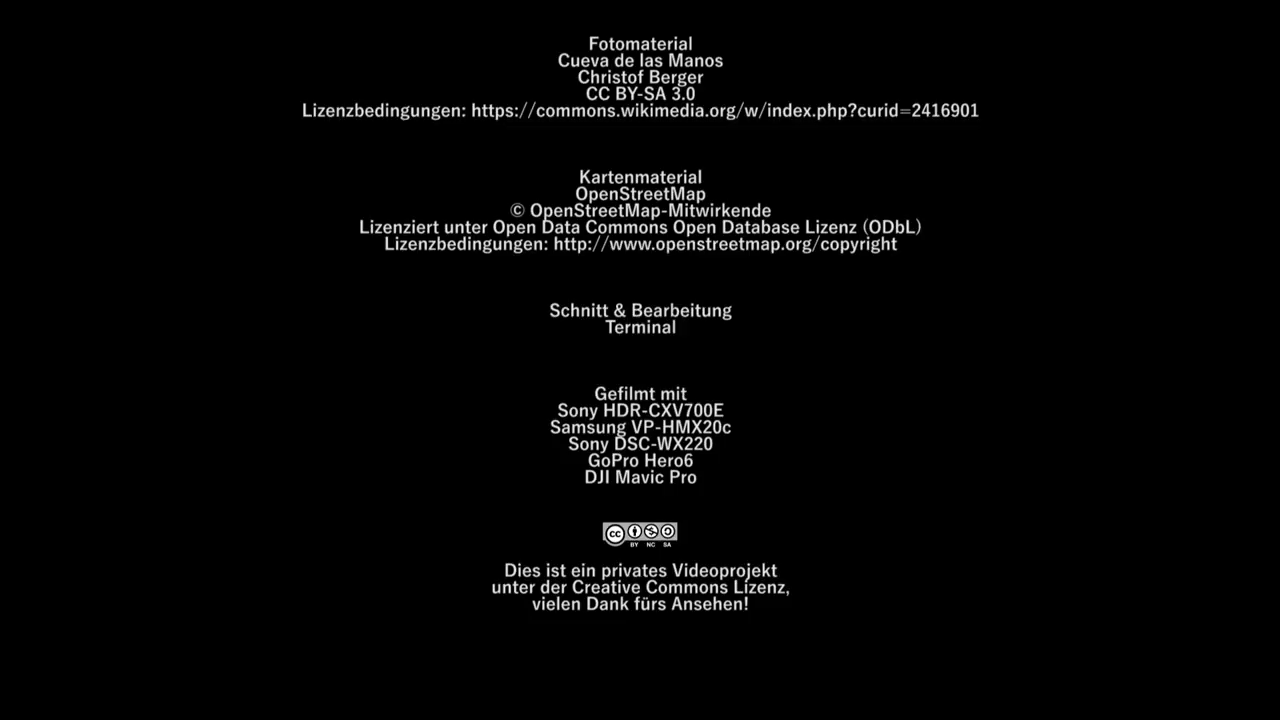 Fotomaterial
Cueva de las Manos
Christof Berger
CC BY-SA 3.0
Lizenzbedingungen: https://commons.wikimedia.org/w/index.php?curid=2416901
Kartenmaterial
OpenStreetMap
© OpenStreetMap-Mitwirkende
Lizenziert unter Open Data Commons Open Database Lizenz (ODbL)
Lizenzbedingungen: http://www.openstreetmap.org/copyright
Schnitt & Bearbeitung
Terminal
Gefilmt mit
Sony HDR-CXV700E
Samsung VP-HMX20c
Sony DSC-WX220
GoPro Hero6
DJI Mavic Pro
cc BY NC SA
Dies ist ein privates Videoprojekt
unter der Creative Commons Lizenz,
vielen Dank fürs Ansehen!